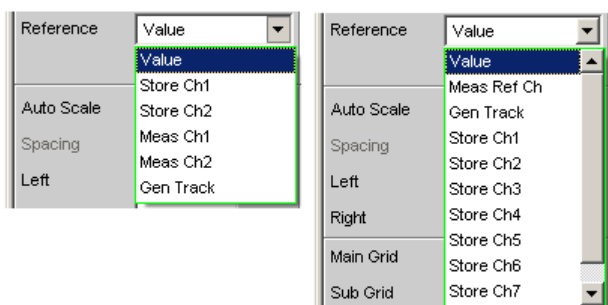 Reference Value
Value
Store Ch1
Auto Scale Store Ch2
Spacing Meas Ch1
Meas Ch2
Left Gen Track
Reference Value
Value
Meas Ref Ch
Auto Scale Gen Track
Spacing Store Ch1
Store Ch2
Left Store Ch3
Right Store Ch4
Store Ch5
Main Grid Store Ch6
Sub Grid Store Ch7